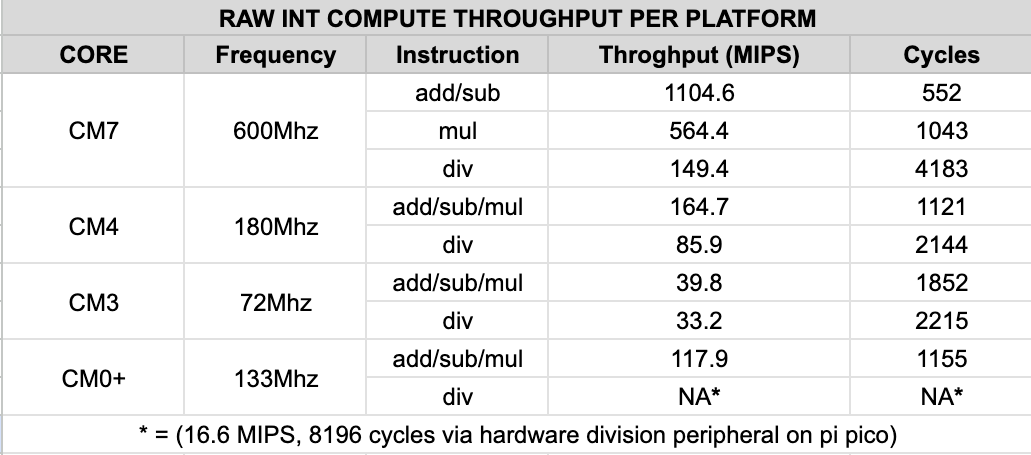 RAW INT COMPUTE THROUGHPUT PER PLATFORM
CORE Frequency Instruction Throghput (MIPS) Cycles
CM7 600Mhz add/sub 1104.6 552
mul 564.4 1043
div 149.4 4183
CM4 180Mhz add/sub/mul 164.7 1121
div 85.9 2144
CM3 72Mhz add/sub/mul 39.8 1852
div 33.2 2215
CM0+ 133Mhz add/sub/mul 117.9 1155
div NA* NA*
* = (16.6 MIPS, 8196 cycles via hardware division peripheral on pi pico)